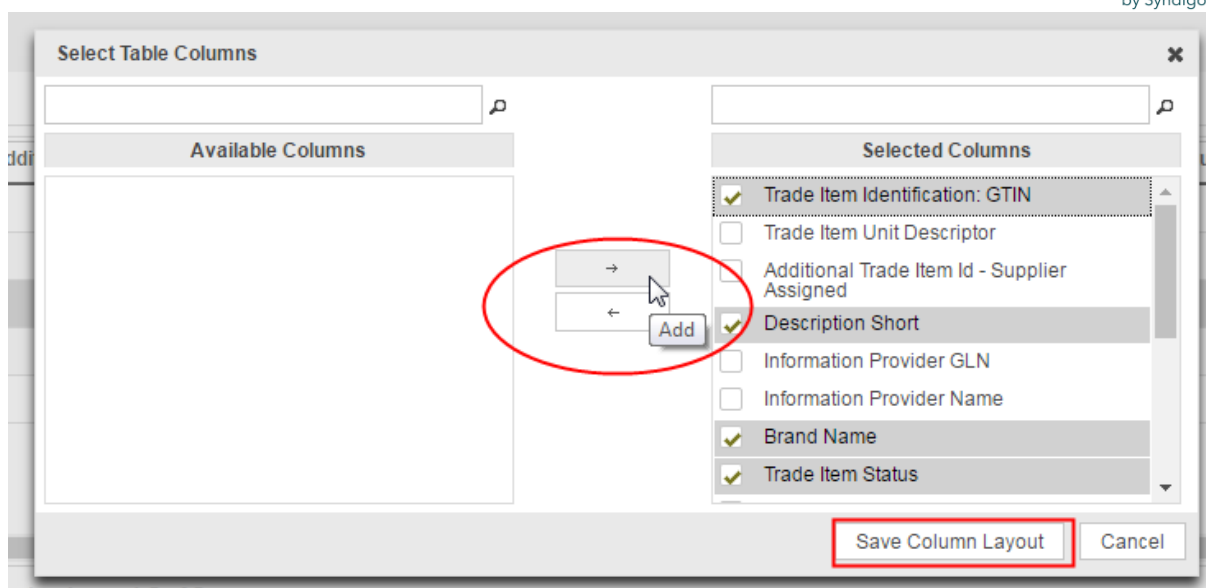 by Syndigo
Select Table Columns
Available Columns
Selected Columns
Trade Item Identification: GTIN
Trade Item Unit Descriptor
→
Additional Trade Item Id - Supplier
Assigned
←
Add
Description Short
Information Provider GLN
Information Provider Name
Brand Name
Trade Item Status
Save Column Layout
Cancel